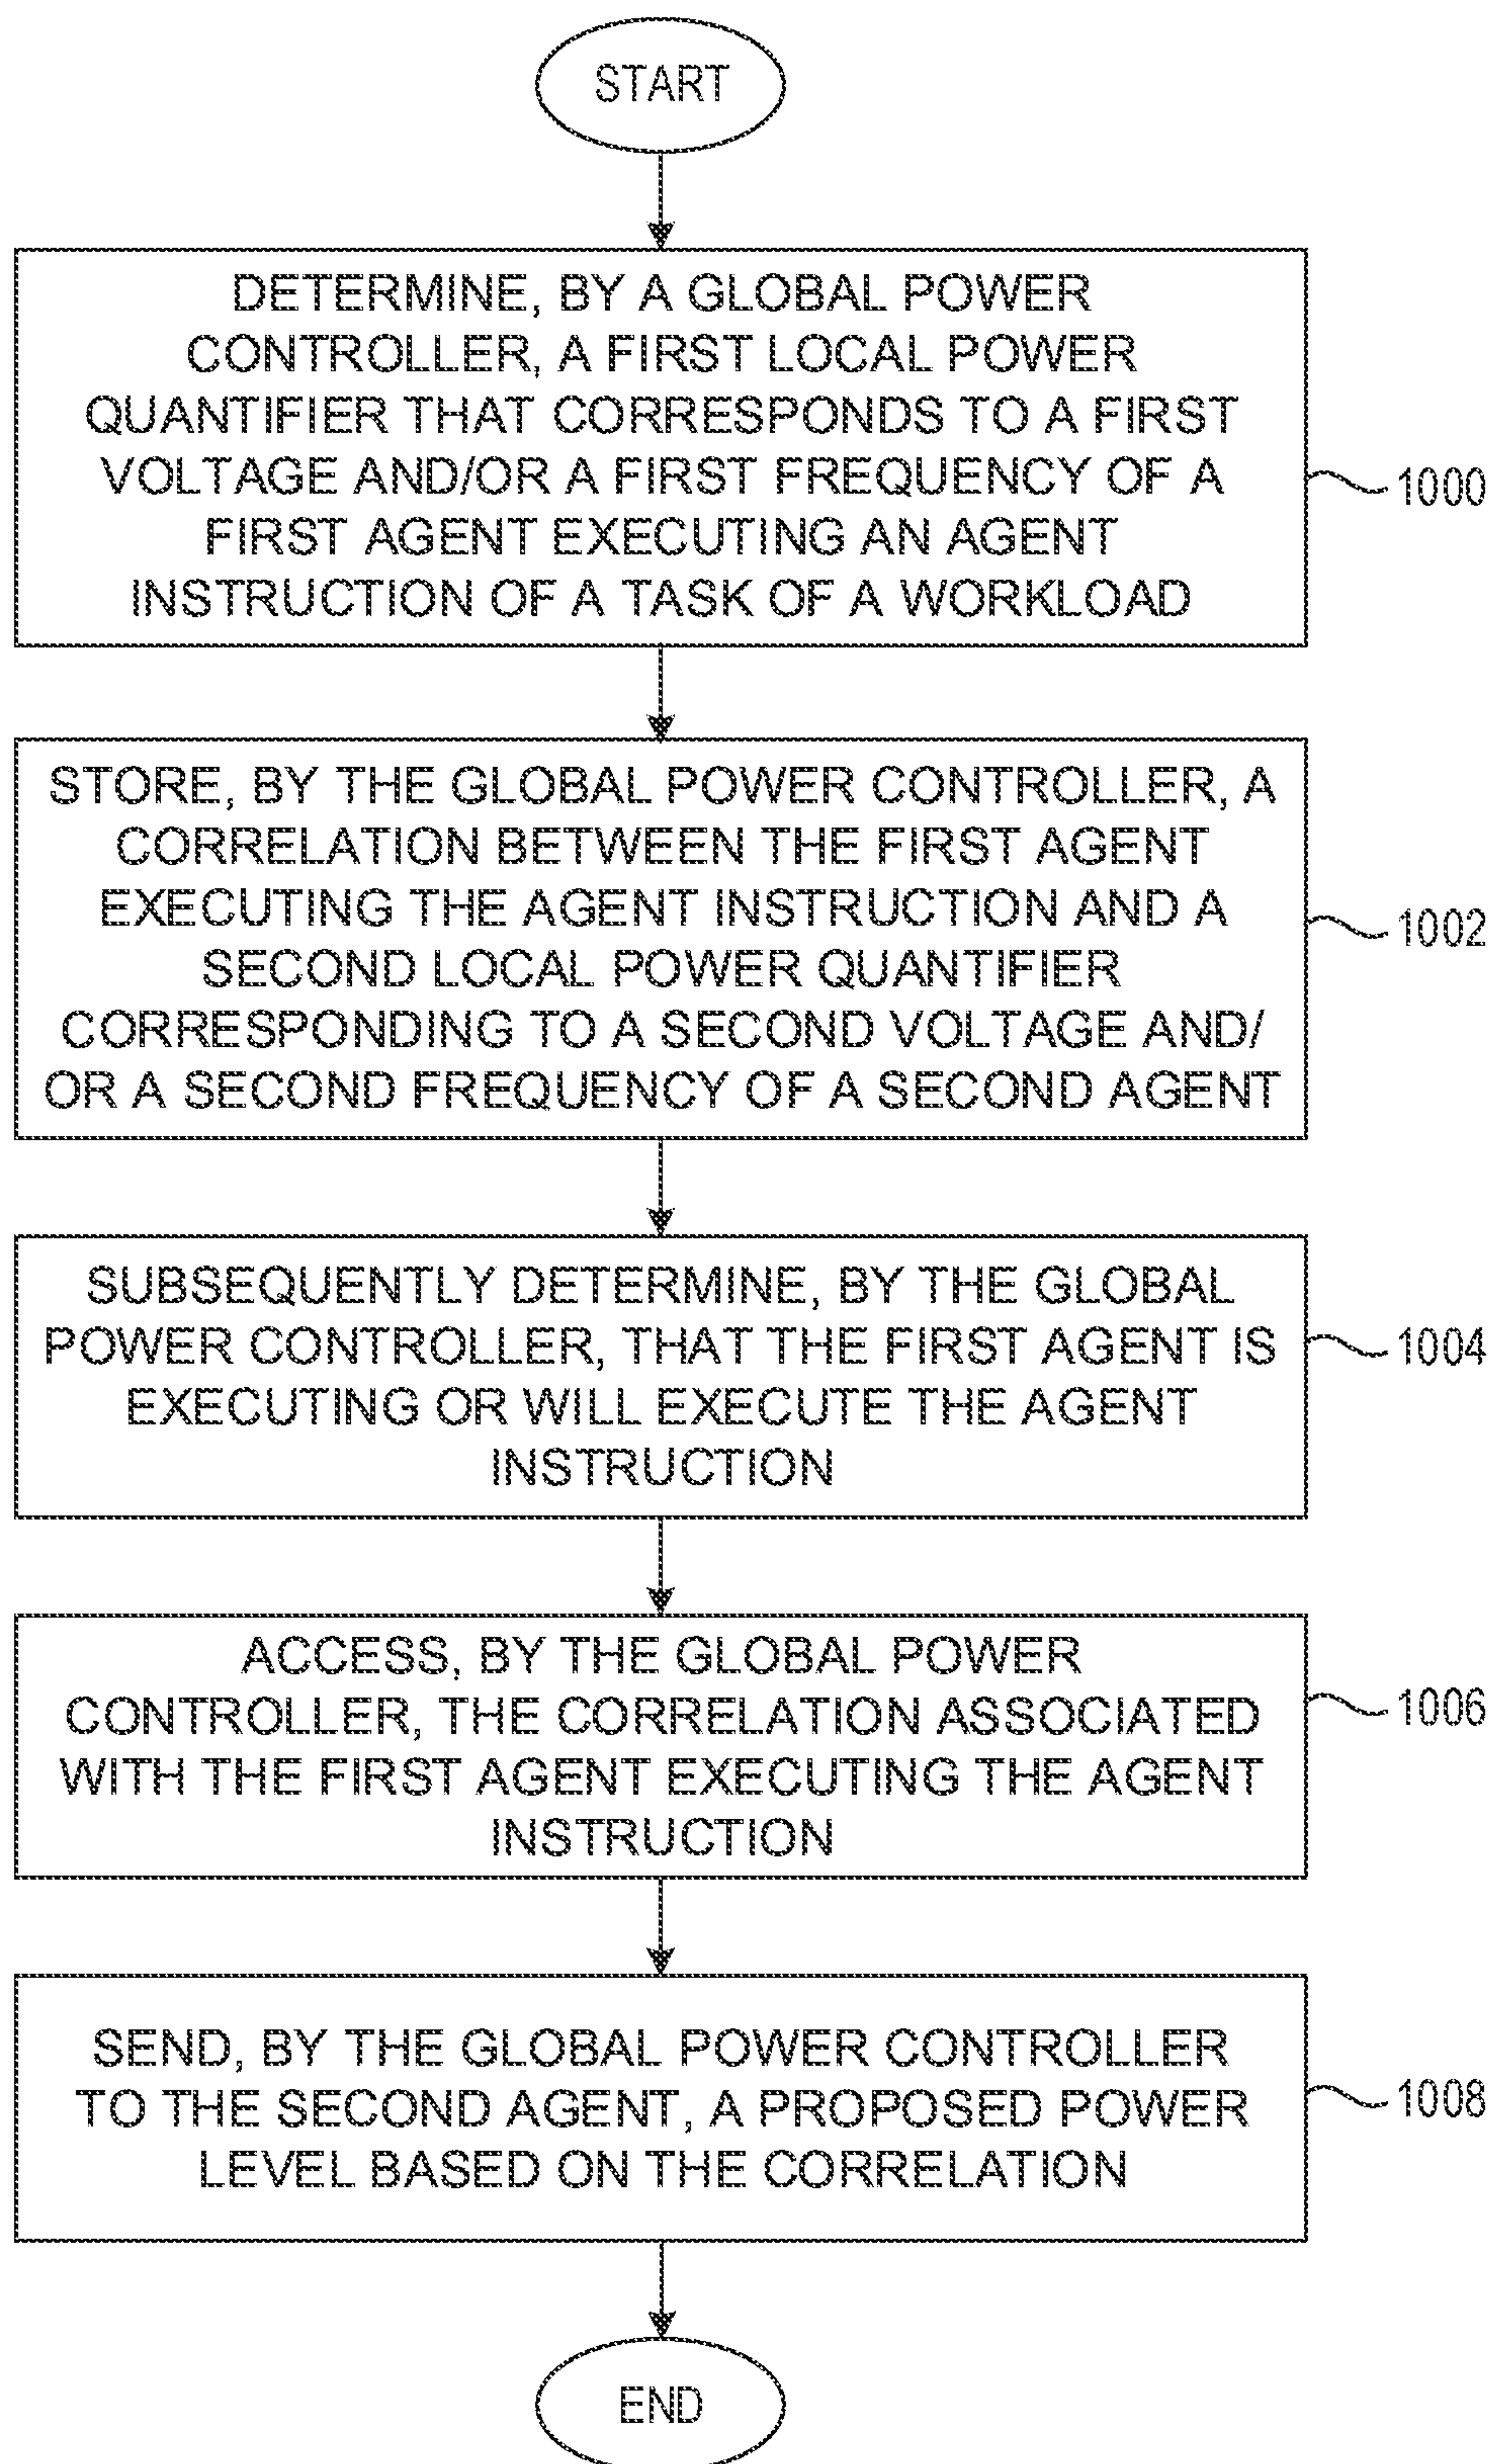 START
DETERMINE, BY A GLOBAL POWER
CONTROLLER, A FIRST LOCAL POWER
QUANTIFIER THAT CORRESPONDS TO A FIRST
VOLTAGE AND/OR A FIRST FREQUENCY OF A
FIRST AGENT EXECUTING AN AGENT
INSTRUCTION OF A TASK OF A WORKLOAD
1000
STORE, BY THE GLOBAL POWER CONTROLLER, A
CORRELATION BETWEEN THE FIRST AGENT
EXECUTING THE AGENT INSTRUCTION AND A
SECOND LOCAL POWER QUANTIFIER
CORRESPONDING TO A SECOND VOLTAGE AND/
OR A SECOND FREQUENCY OF A SECOND AGENT
1002
SUBSEQUENTLY DETERMINE, BY THE GLOBAL
POWER CONTROLLER, THAT THE FIRST AGENT IS
EXECUTING OR WILL EXECUTE THE AGENT
INSTRUCTION
1004
ACCESS, BY THE GLOBAL POWER
CONTROLLER, THE CORRELATION ASSOCIATED
WITH THE FIRST AGENT EXECUTING THE AGENT
INSTRUCTION
1006
SEND, BY THE GLOBAL POWER CONTROLLER
TO THE SECOND AGENT, A PROPOSED POWER
LEVEL BASED ON THE CORRELATION
1008
END